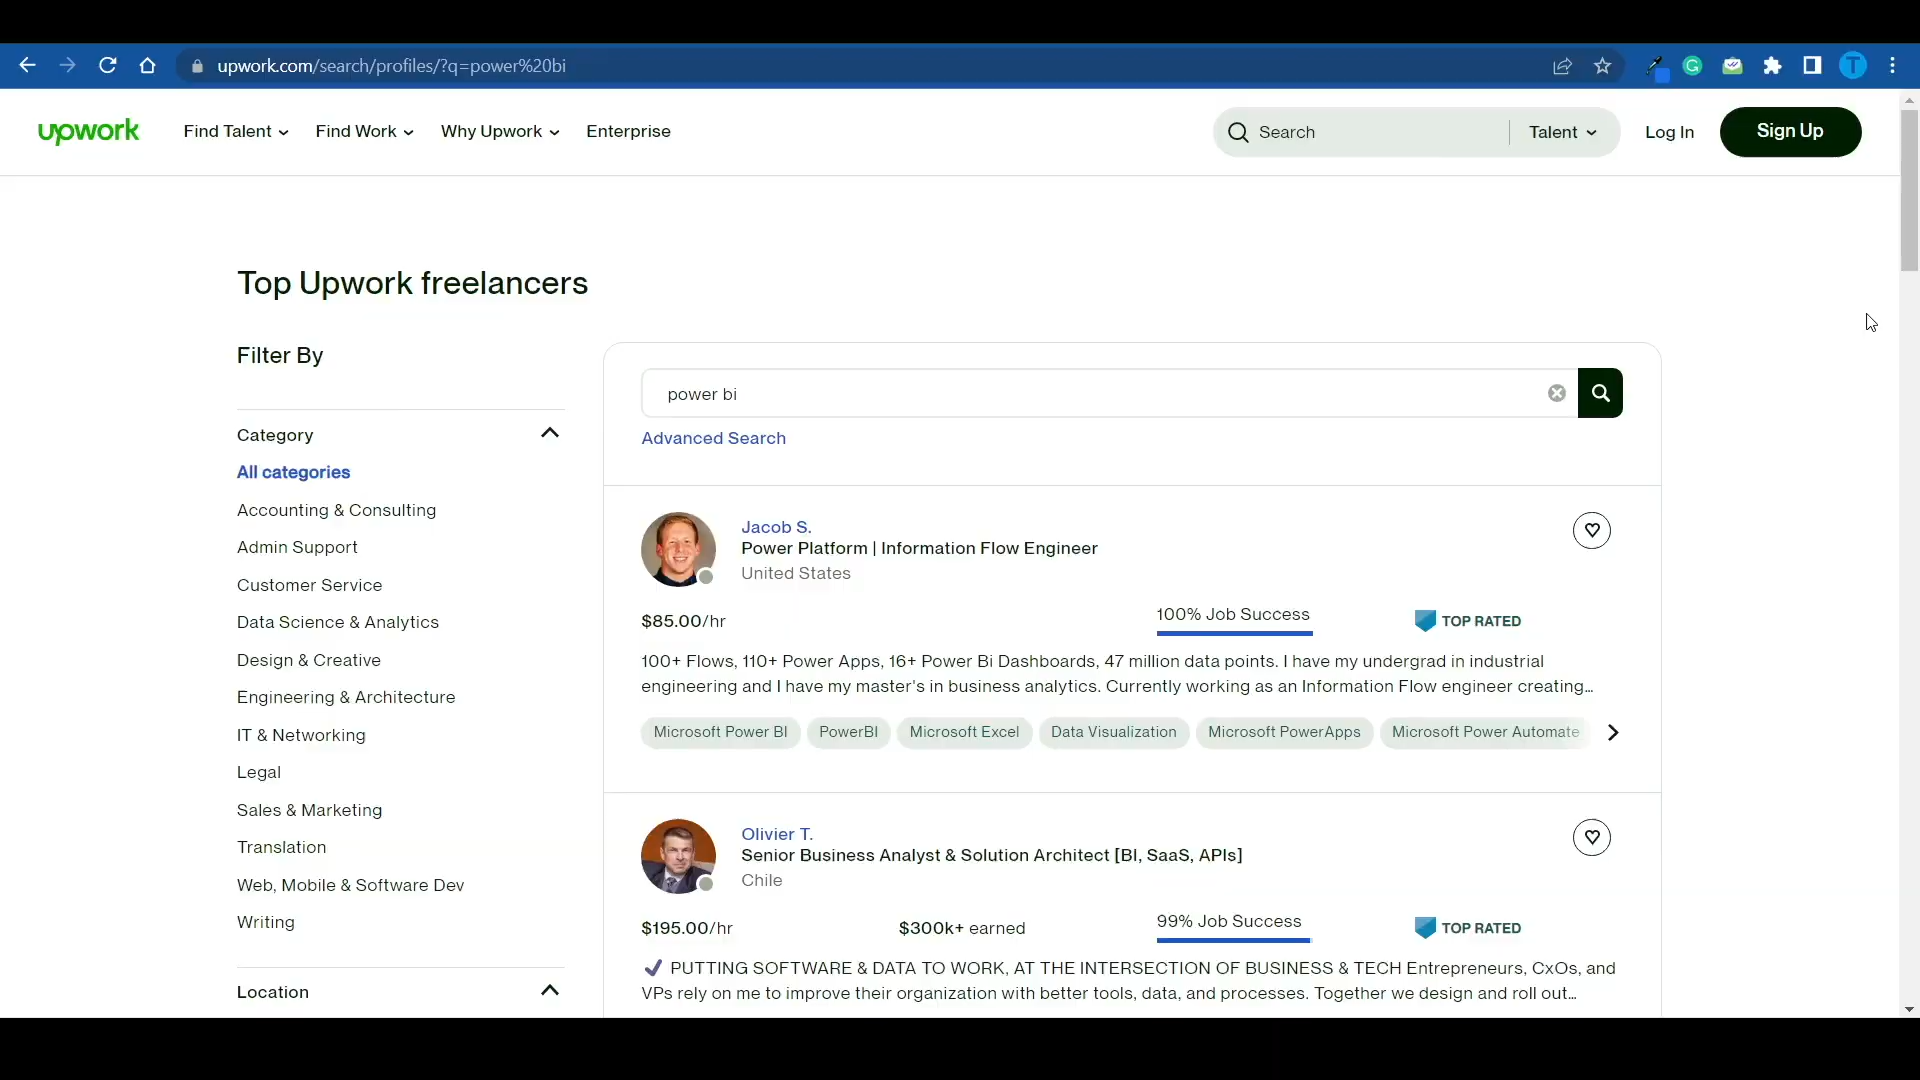 upwork.com/search/profiles/?q=power%20bi
T
upwork
Find Talent
Find Work
Why Upwork
Enterprise
Search
Talent
Log In
Sign Up
Top Upwork freelancers
Filter By
power bi
Advanced Search
Category
All categories
Accounting & Consulting
Admin Support
Customer Service
Data Science & Analytics
Design & Creative
Engineering & Architecture
IT & Networking
Legal
Sales & Marketing
Translation
Web, Mobile & Software Dev
Writing
Location
Jacob S.
Power Platform | Information Flow Engineer
United States
$85.00/hr
100% Job Success
TOP RATED
100+ Flows, 110+ Power Apps, 16+ Power Bi Dashboards, 47 million data points. I have my undergrad in industrial
engineering and I have my master's in business analytics. Currently working as an Information Flow engineer creating...
Microsoft Power BI
PowerBI
Microsoft Excel
Data Visualization
Microsoft PowerApps
Microsoft Power Automate
Olivier T.
Senior Business Analyst & Solution Architect [BI, SaaS, APIs]
Chile
$195.00/hr
$300k+ earned
99% Job Success
TOP RATED
✔ PUTTING SOFTWARE & DATA TO WORK, AT THE INTERSECTION OF BUSINESS & TECH Entrepreneurs, CxOs, and
VPs rely on me to improve their organization with better tools, data, and processes. Together we design and roll out...